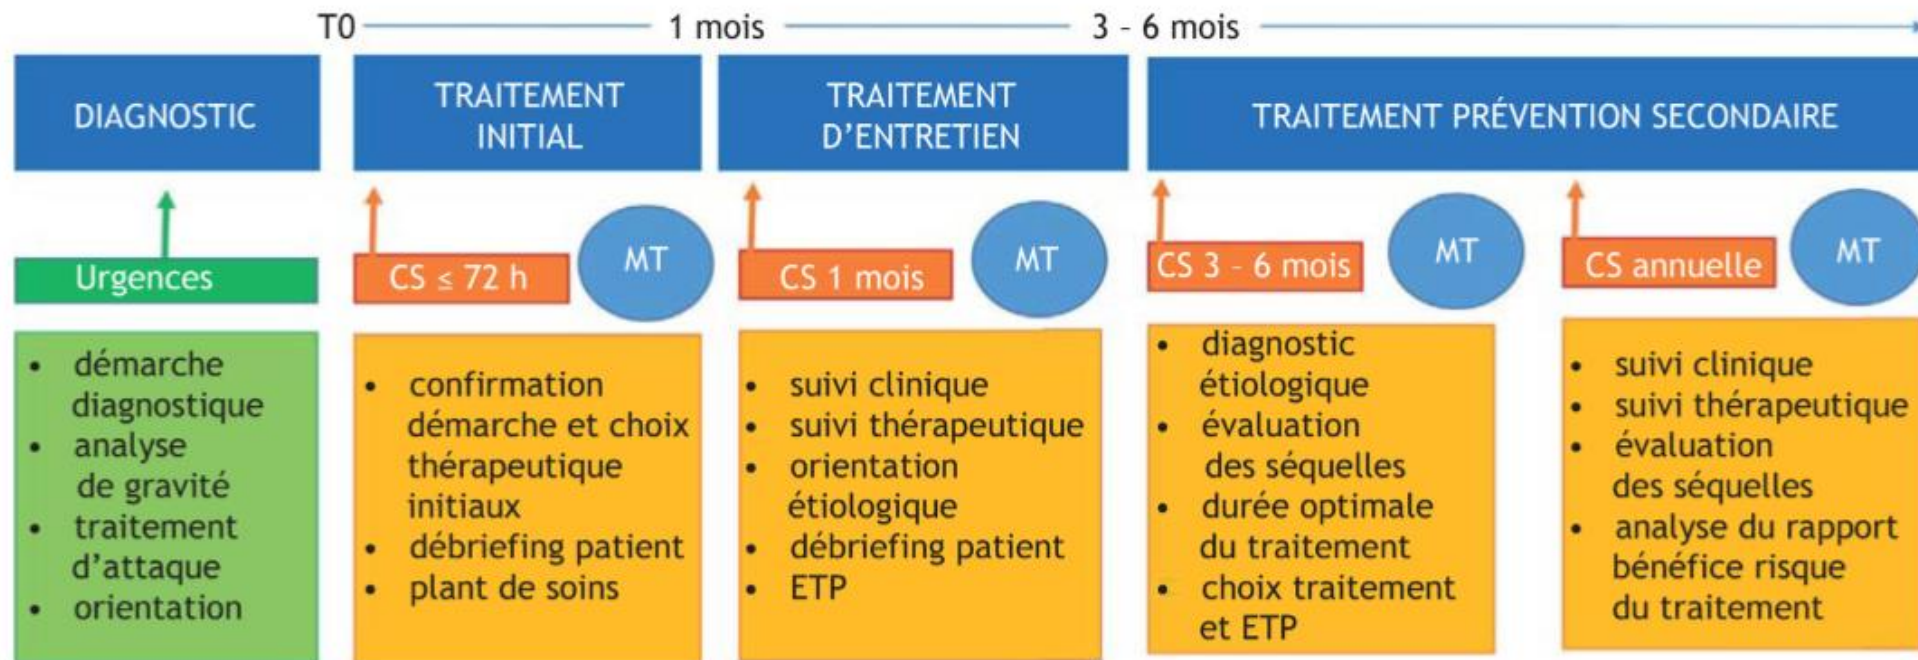 T0 1 mois 3 - 6 mois
DIAGNOSTIC
TRAITEMENT
INITIAL
TRAITEMENT
D'ENTRETIEN
TRAITEMENT PRÉVENTION SECONDAIRE
Urgences
CS ≤ 72 h
MT
CS 1 mois
MT
CS 3 - 6 mois
MT
CS annuelle
MT
• démarche
diagnostique
• analyse
de gravité
• traitement
d'attaque
• orientation
• confirmation
démarche et choix
thérapeutique
initiaux
• débriefing patient
• plant de soins
• suivi clinique
• suivi thérapeutique
• orientation
étiologique
• débriefing patient
• ETP
• diagnostic
étiologique
• évaluation
des séquelles
• durée optimale
du traitement
• choix traitement
et ETP
• suivi clinique
• suivi thérapeutique
• évaluation
des séquelles
• analyse du rapport
bénéfice risque
du traitement